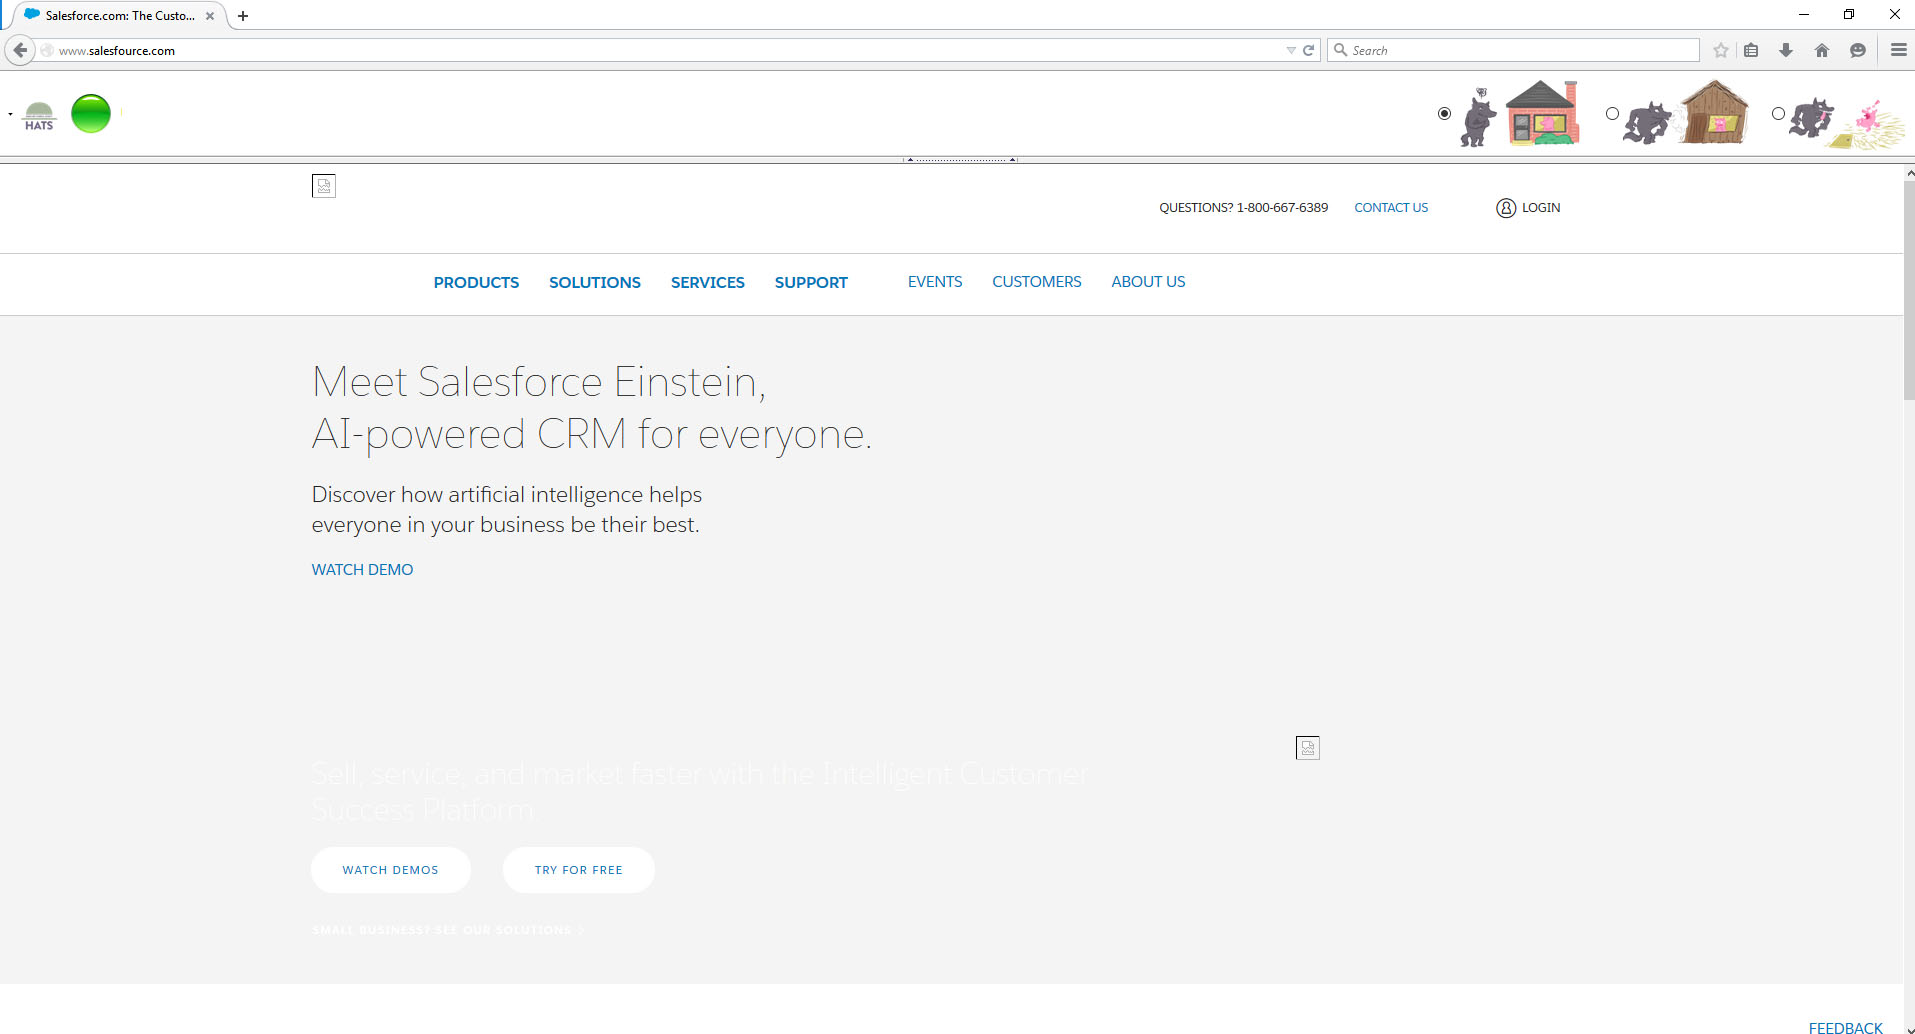 Salesforce.com: The Custo...
www.salesfource.com
Search
HATS
QUESTIONS? 1-800-667-6389 CONTACT US LOGIN
PRODUCTS SOLUTIONS SERVICES SUPPORT EVENTS CUSTOMERS ABOUT US
Meet Salesforce Einstein,
AI-powered CRM for everyone.
Discover how artificial intelligence helps
everyone in your business be their best.
WATCH DEMO
Sell, service, and market faster with the Intelligent Customer
Success Platform.
WATCH DEMOS TRY FOR FREE
SMALL BUSINESS? SEE OUR SOLUTIONS >
FEEDBACK